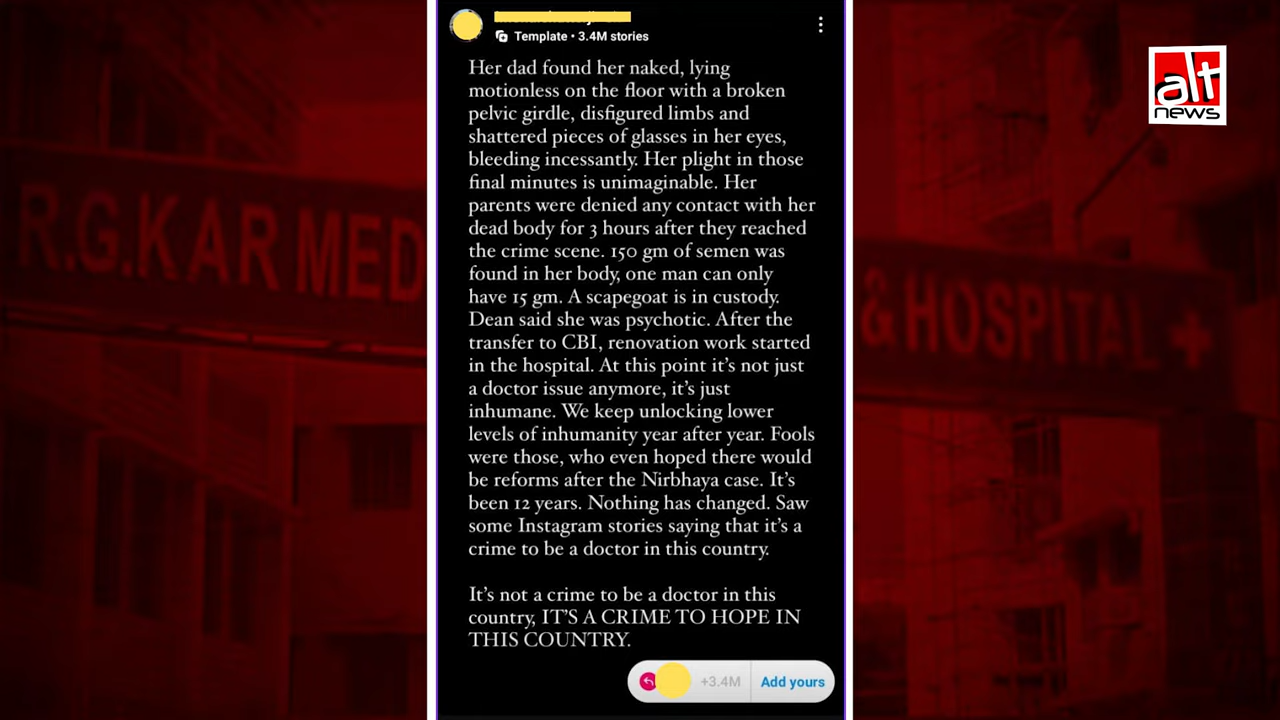 Template • 3.4M stories
Her dad found her naked, lying
motionless on the floor with a broken
pelvic girdle, disfigured limbs and
shattered pieces of glasses in her eyes,
bleeding incessantly. Her plight in those
final minutes is unimaginable. Her
parents were denied any contact with her
dead body for 3 hours after they reached
the crime scene. 150 gm of semen was
found in her body, one man can only
have 15 gm. A scapegoat is in custody.
Dean said she was psychotic. After the
transfer to CBI, renovation work started
in the hospital. At this point it's not just
a doctor issue anymore, it's just
inhumane. We keep unlocking lower
levels of inhumanity year after year. Fools
were those, who even hoped there would
be reforms after the Nirbhaya case. It's
been 12 years. Nothing has changed. Saw
some Instagram stories saying that it's a
crime to be a doctor in this country.
It's not a crime to be a doctor in this
country, IT'S A CRIME TO HOPE IN
THIS COUNTRY.
+3.4M
Add yours
R.G.KAR MED
& HOSPITAL +
alt
news